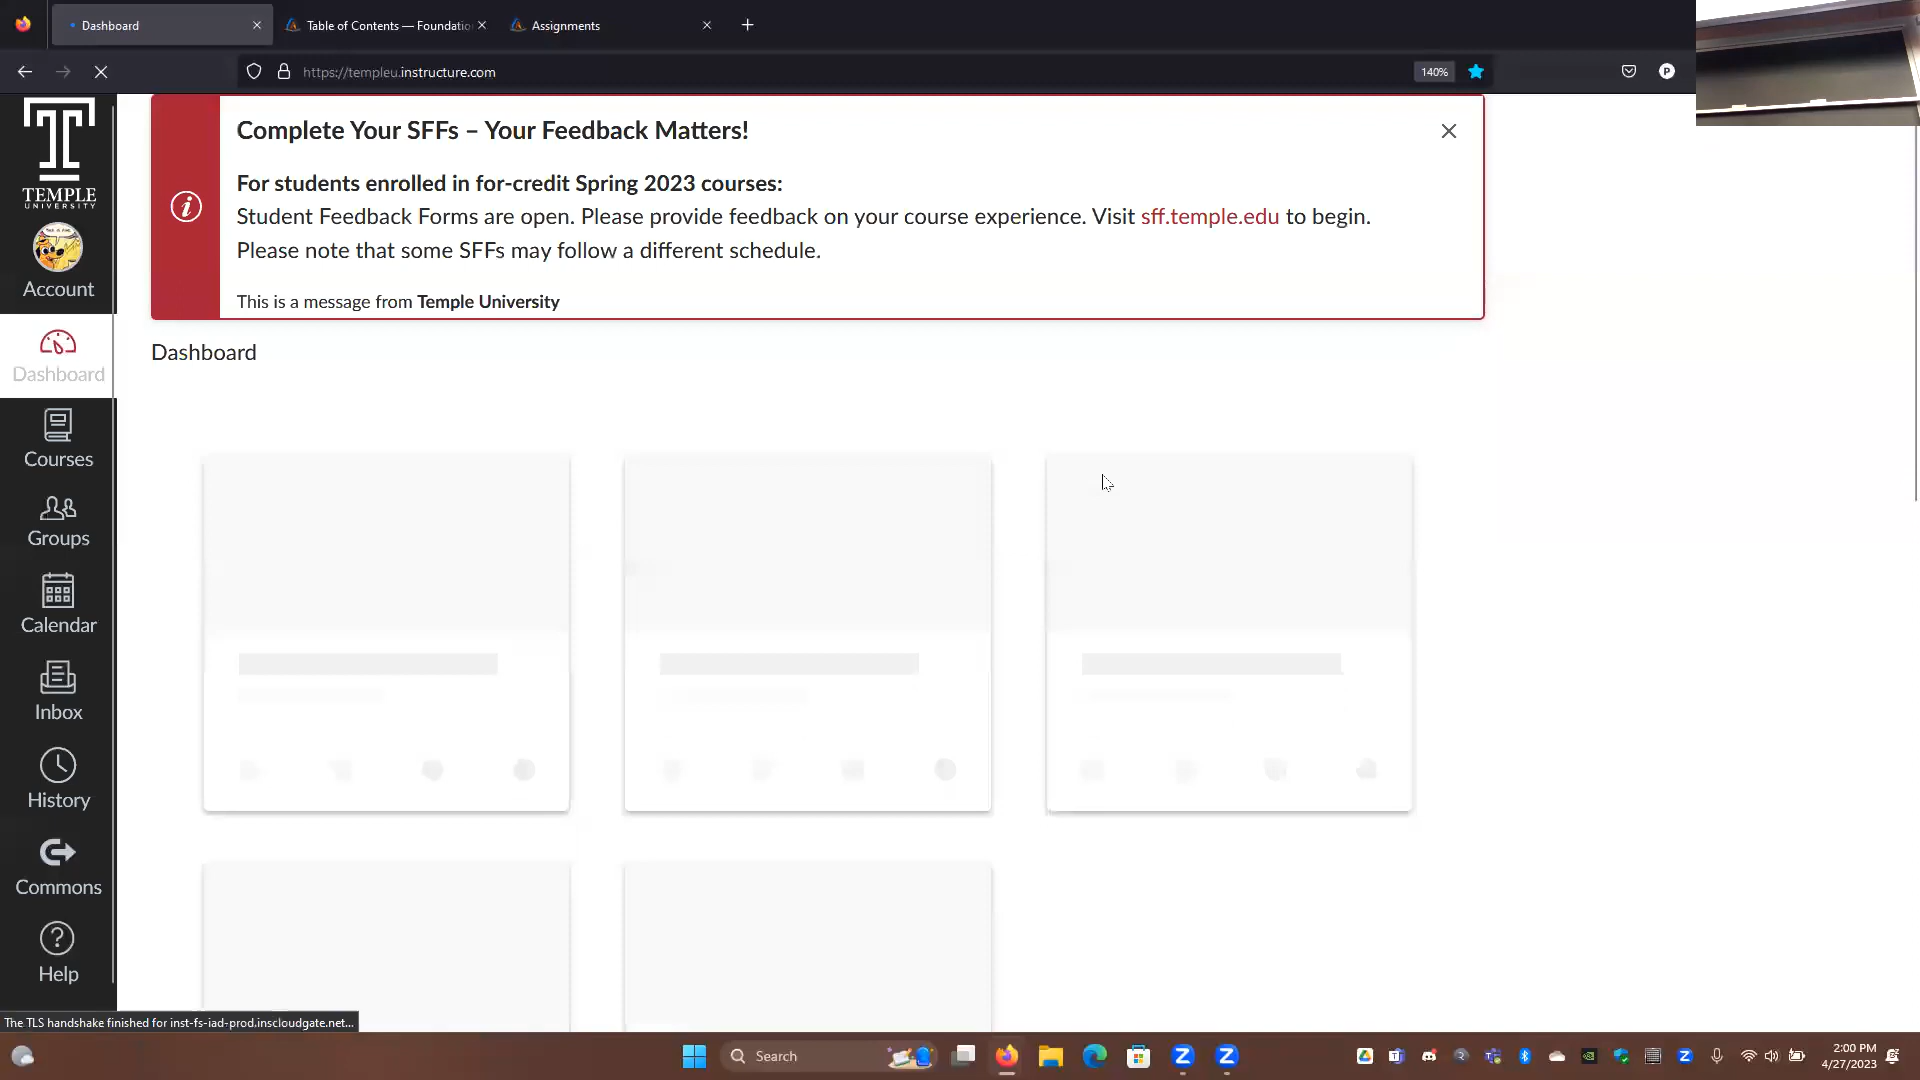 Dashboard
Table of Contents — Foundatio
Assignments
https://templeu.instructure.com
140%
P
TEMPLE
UNIVERSITY
Account
Dashboard
Courses
Groups
Calendar
Inbox
History
Commons
Help
Complete Your SFFs – Your Feedback Matters!
For students enrolled in for-credit Spring 2023 courses:
Student Feedback Forms are open. Please provide feedback on your course experience. Visit sff.temple.edu to begin.
Please note that some SFFs may follow a different schedule.
This is a message from Temple University
Dashboard
The TLS handshake finished for inst-fs-iad-prod.inscloudgate.net...
Search
2:00 PM
4/27/2023